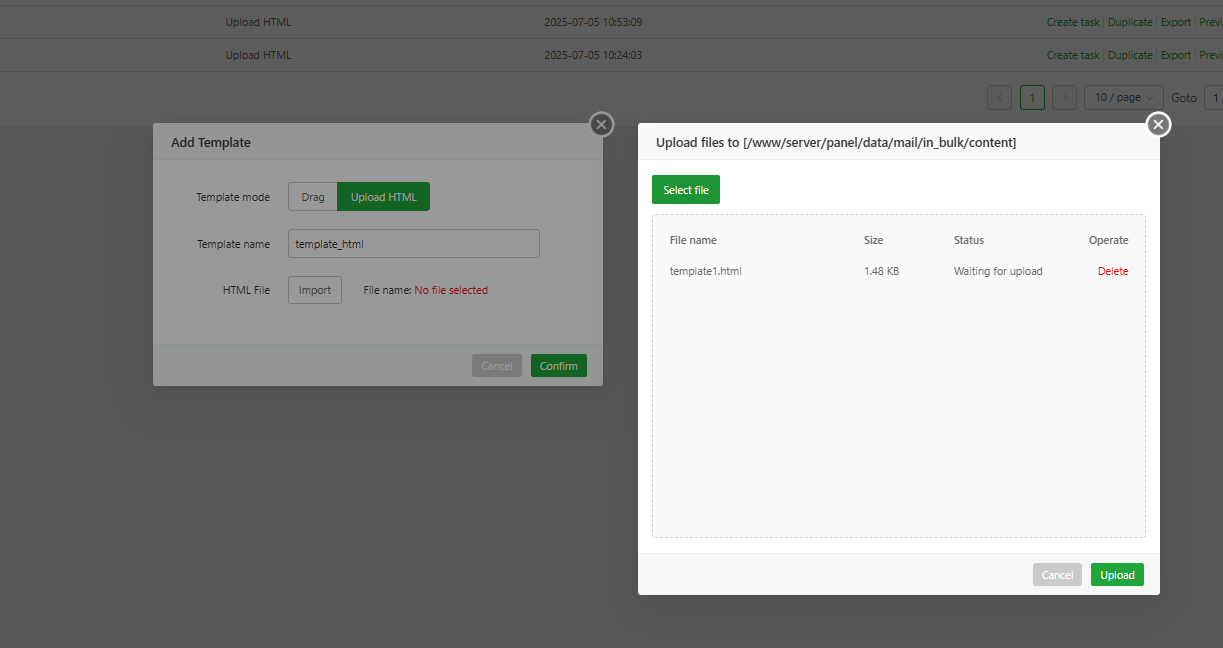 Upload HTML 2025-07-05 10:53:09 Create task Duplicate Export Previ
Upload HTML 2025-07-05 10:24:03 Create task Duplicate Export Previ
1 10 / page Goto 1
Add Template
Template mode Drag Upload HTML
Template name template_html
HTML File Import File name: No file selected
Cancel Confirm
Upload files to [/www/server/panel/data/mail/in_bulk/content]
Select file
File name Size Status Operate
template1.html 1.48 KB Waiting for upload Delete
Cancel Upload